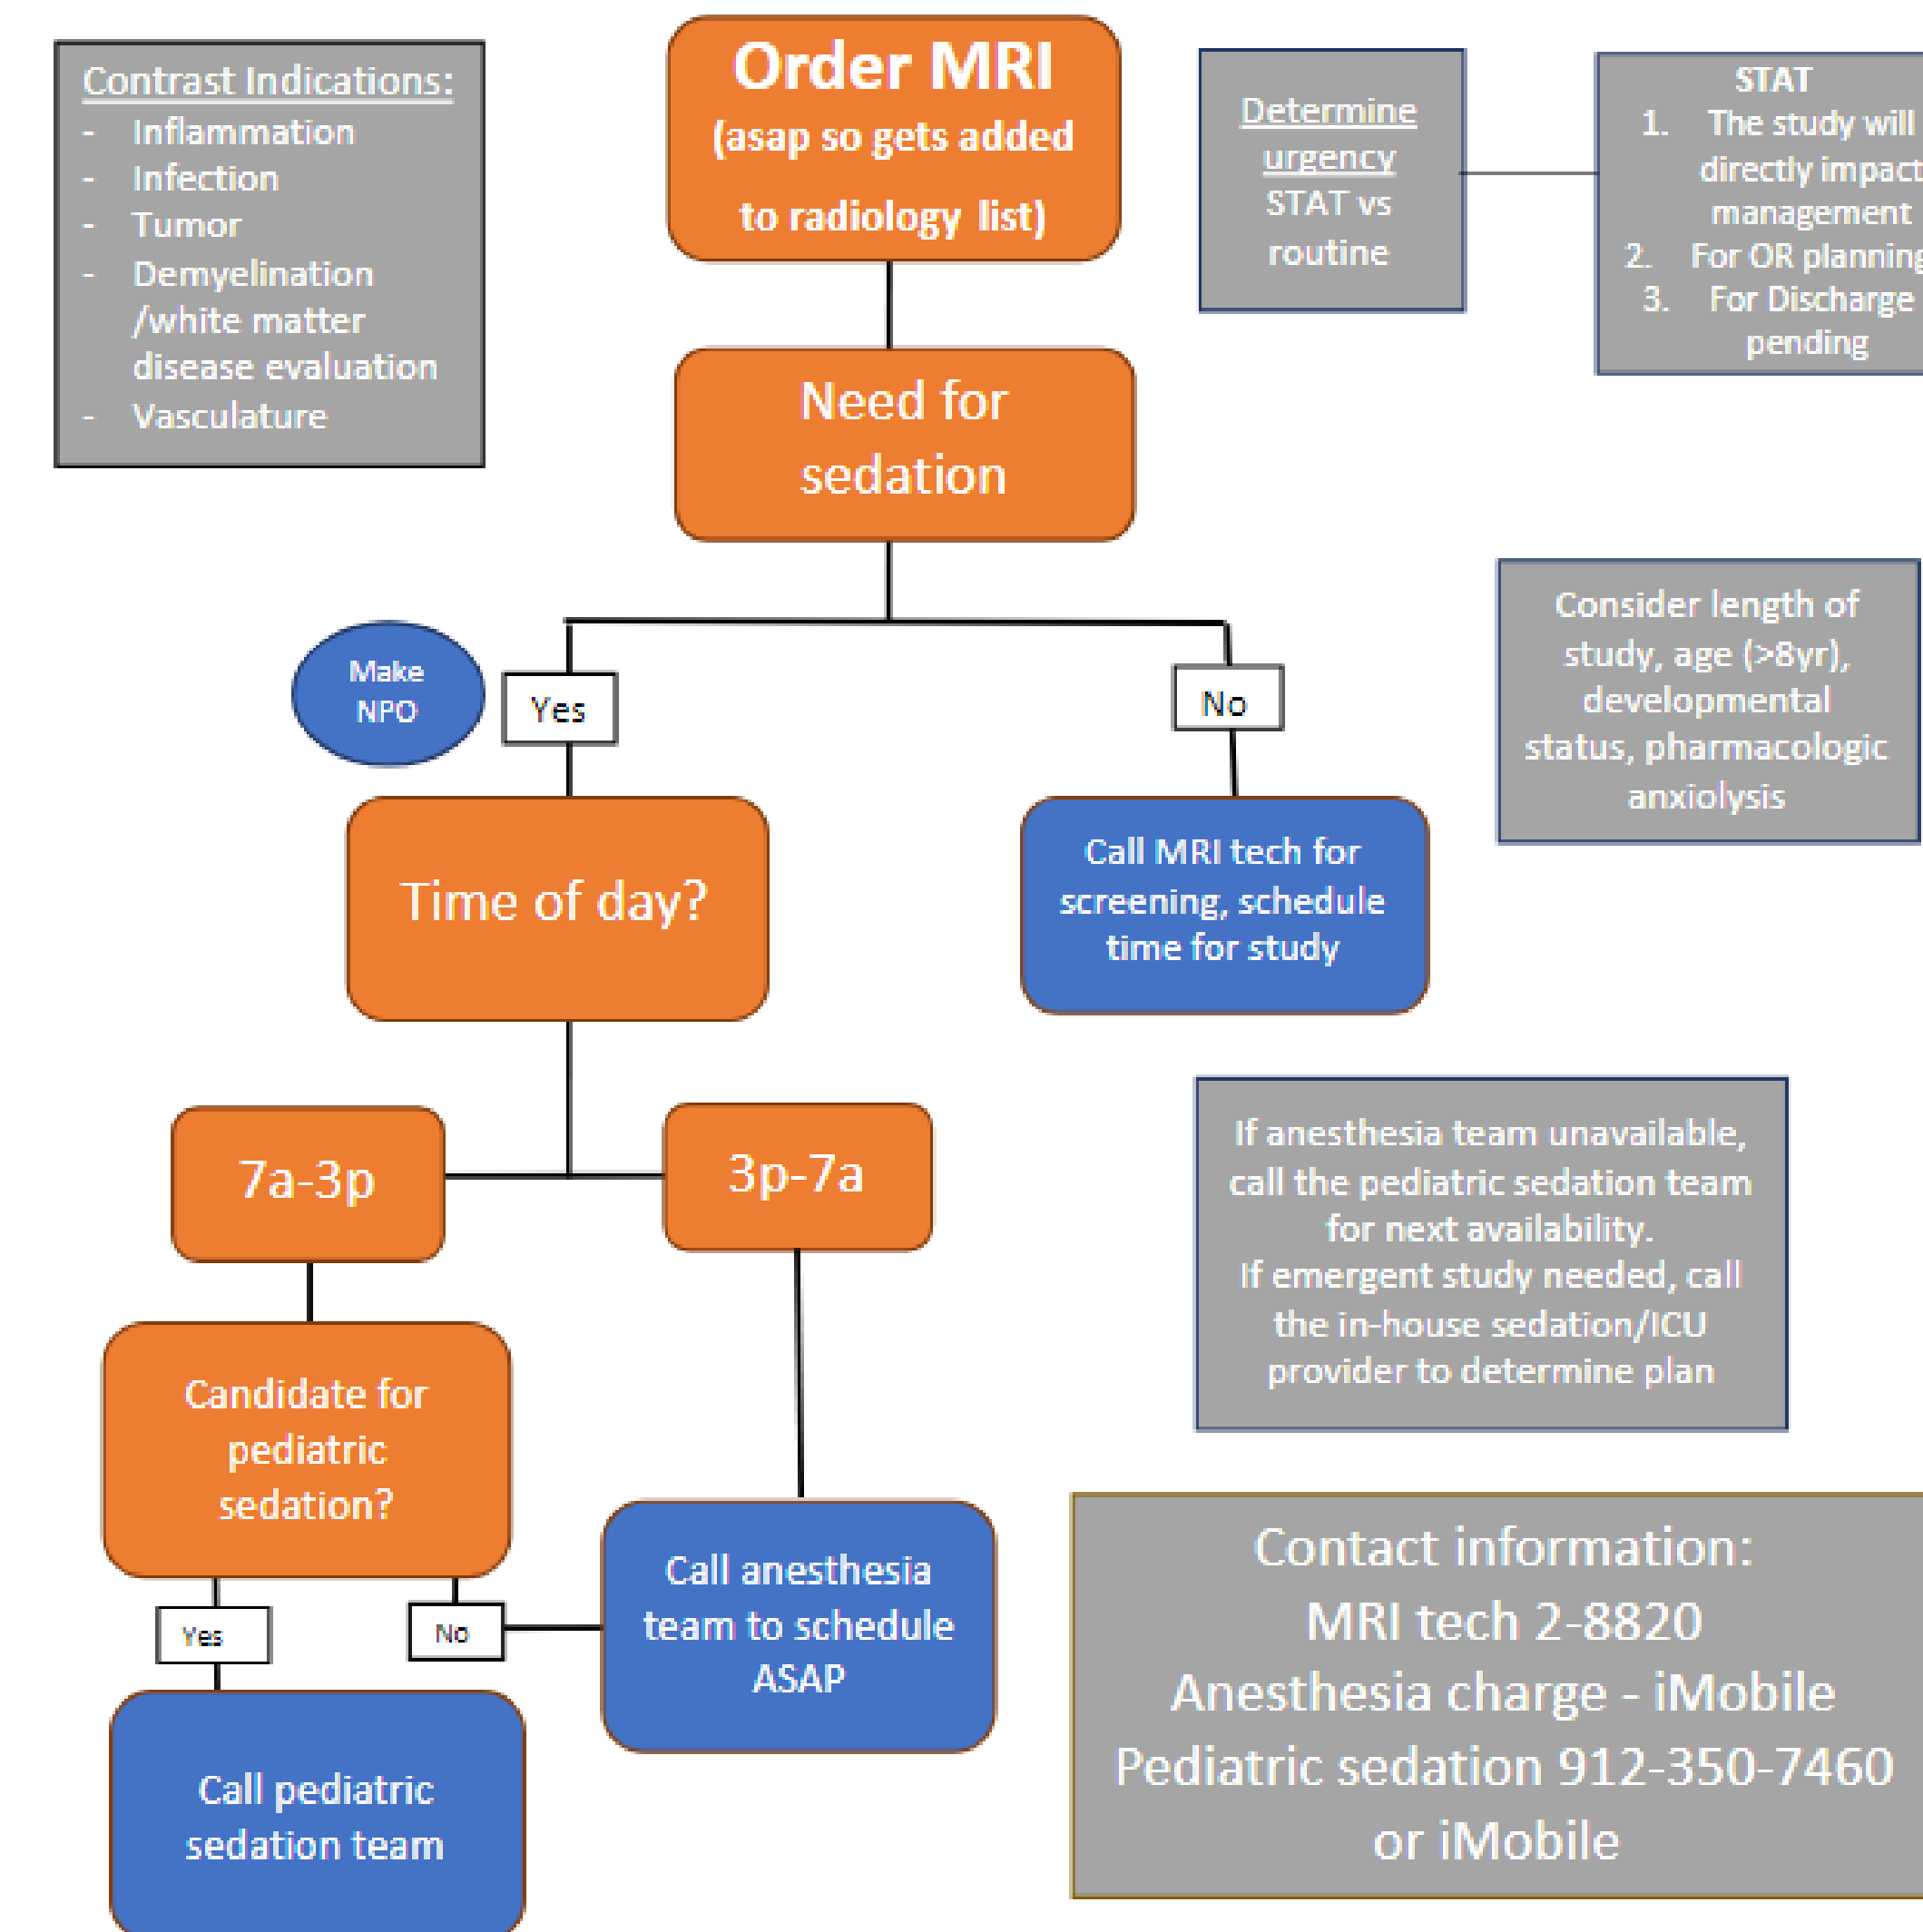 Contrast Indications:
- Inflammation
- Infection
- Tumor
- Demyelination
/white matter
disease evaluation
- Vasculature
Order MRI
(asap so gets added
to radiology list)
Determine
urgency
STAT vs
routine
STAT
1. The study will
directly impact
management
2. For OR planning
3. For Discharge
pending
Need for
sedation
Make
NPO
Yes
No
Consider length of
study, age (>8yr),
developmental
status, pharmacologic
anxiolysis
Time of day?
Call MRI tech for
screening, schedule
time for study
7a-3p
3p-7a
If anesthesia team unavailable,
call the pediatric sedation team
for next availability.
If emergent study needed, call
the in-house sedation/ICU
provider to determine plan
Candidate for
pediatric
sedation?
Yes
No
Call anesthesia
team to schedule
ASAP
Call pediatric
sedation team
Contact information:
MRI tech 2-8820
Anesthesia charge - iMobile
Pediatric sedation 912-350-7460
or iMobile